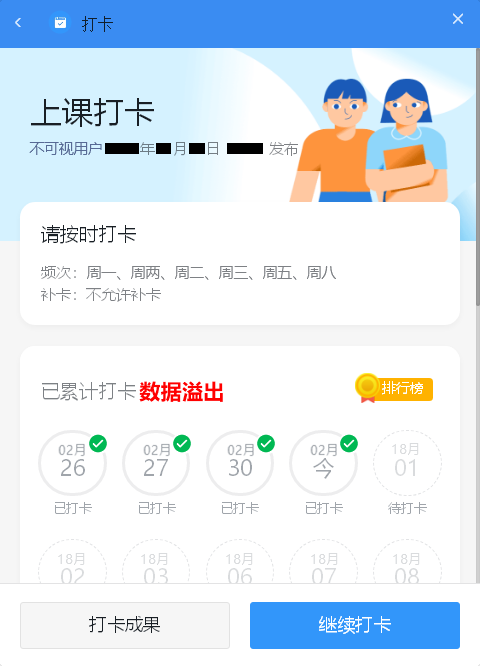 打卡
上课打卡
不可视用户 年 月 日 发布
请按时打卡
频次：周一、周两、周二、周三、周五、周八
补卡：不允许补卡
已累计打卡 数据溢出
排行榜
02月 02月 02月 02月 18月
26 27 30 今 01
已打卡 已打卡 已打卡 已打卡 待打卡
18月 18月 18月 18月 18月
02 03 06 07 08
打卡成果 继续打卡